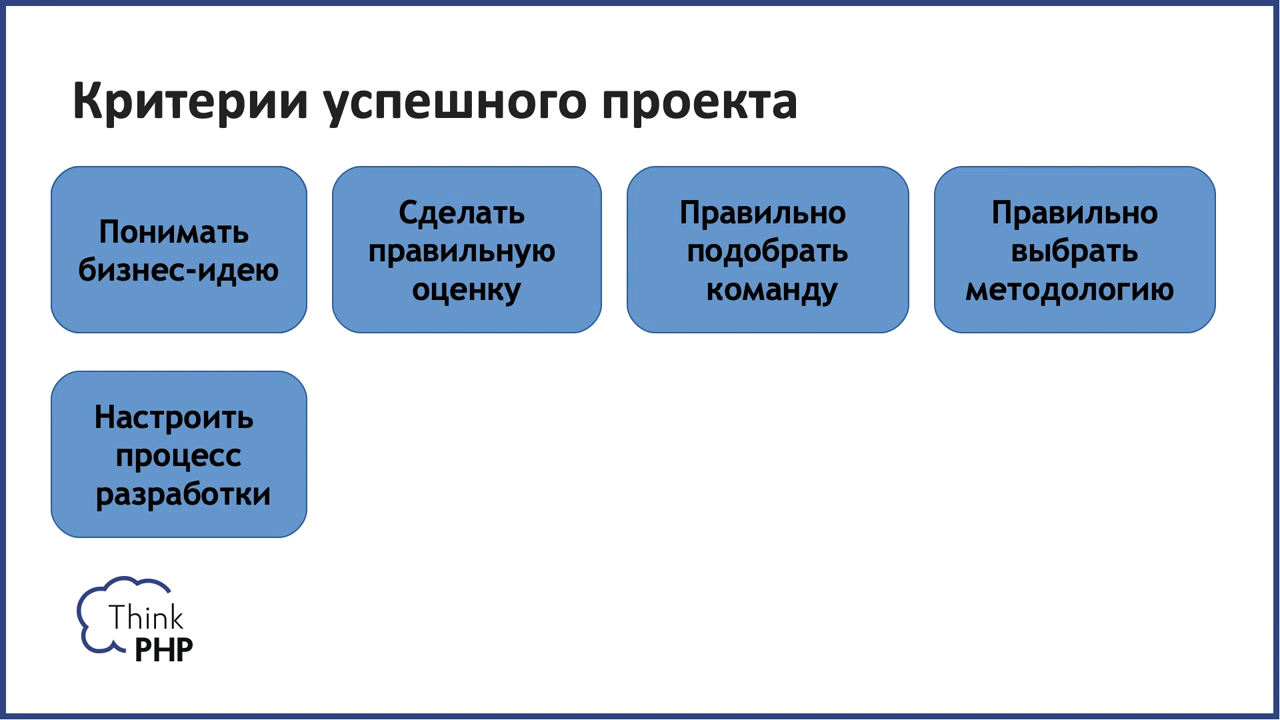 Критерии успешного проекта
Понимать
бизнес-идею
Сделать
правильную
оценку
Правильно
подобрать
команду
Правильно
выбрать
методологию
Настроить
процесс
разработки
Think
PHP